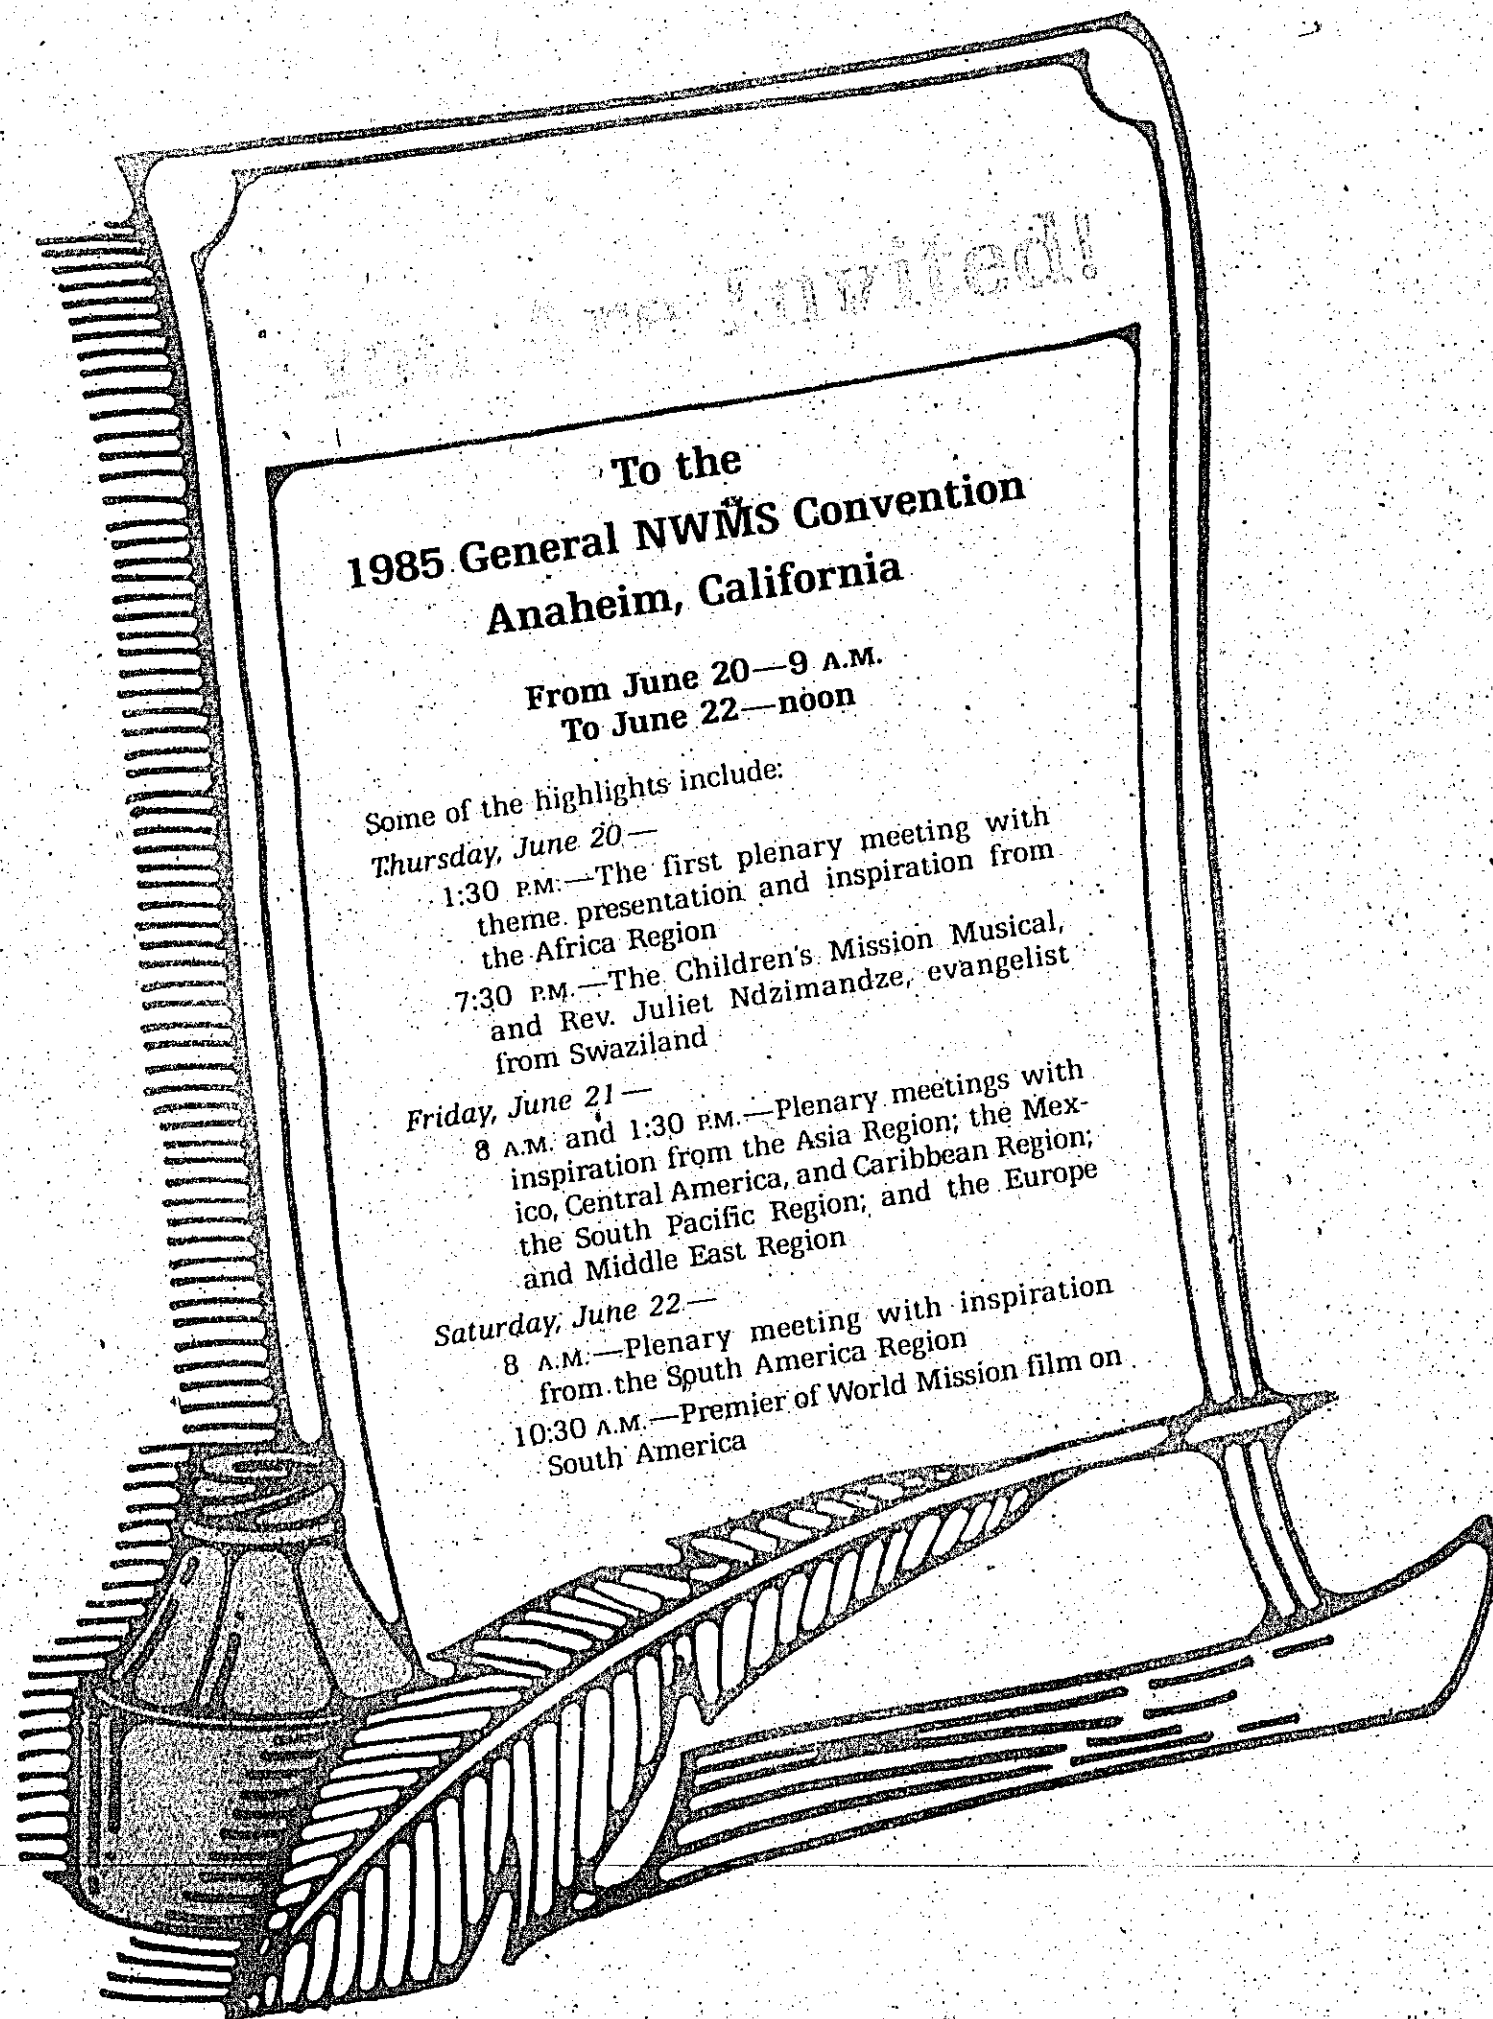 You Are Invited!
To the
1985 General NWMS Convention
Anaheim, California
From June 20—9 A.M.
To June 22—noon
Some of the highlights include:
Thursday, June 20—
1:30 P.M.—The first plenary meeting with
theme presentation and inspiration from
the Africa Region
7:30 P.M.—The Children's Mission Musical,
and Rev. Juliet Ndzimandze, evangelist
from Swaziland
Friday, June 21—
8 A.M. and 1:30 P.M.—Plenary meetings with
inspiration from the Asia Region; the Mex-
ico, Central America, and Caribbean Region;
the South Pacific Region; and the Europe
and Middle East Region
Saturday, June 22—
8 A.M.—Plenary meeting with inspiration
from the South America Region
10:30 A.M.—Premier of World Mission film on
South America